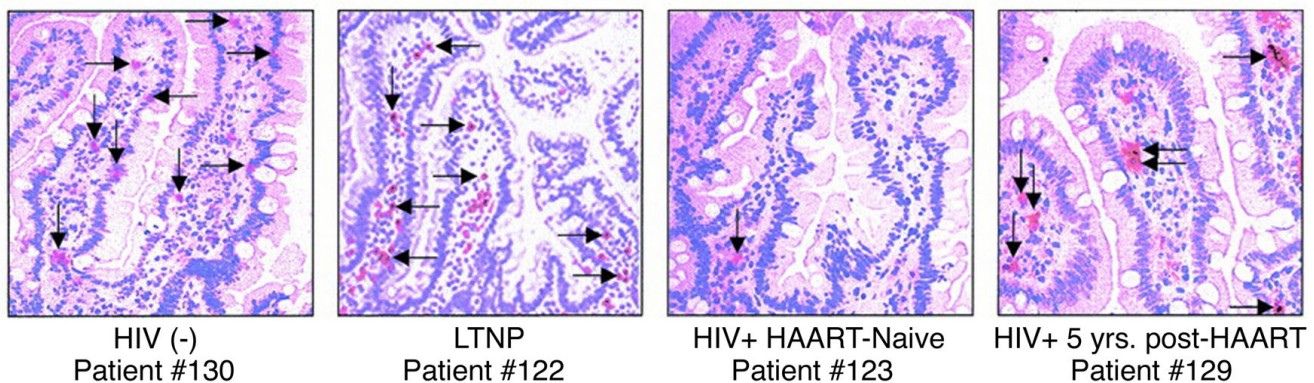 HIV (-)
Patient #130
LTNP
Patient #122
HIV+ HAART-Naive
Patient #123
HIV+ 5 yrs. post-HAART
Patient #129